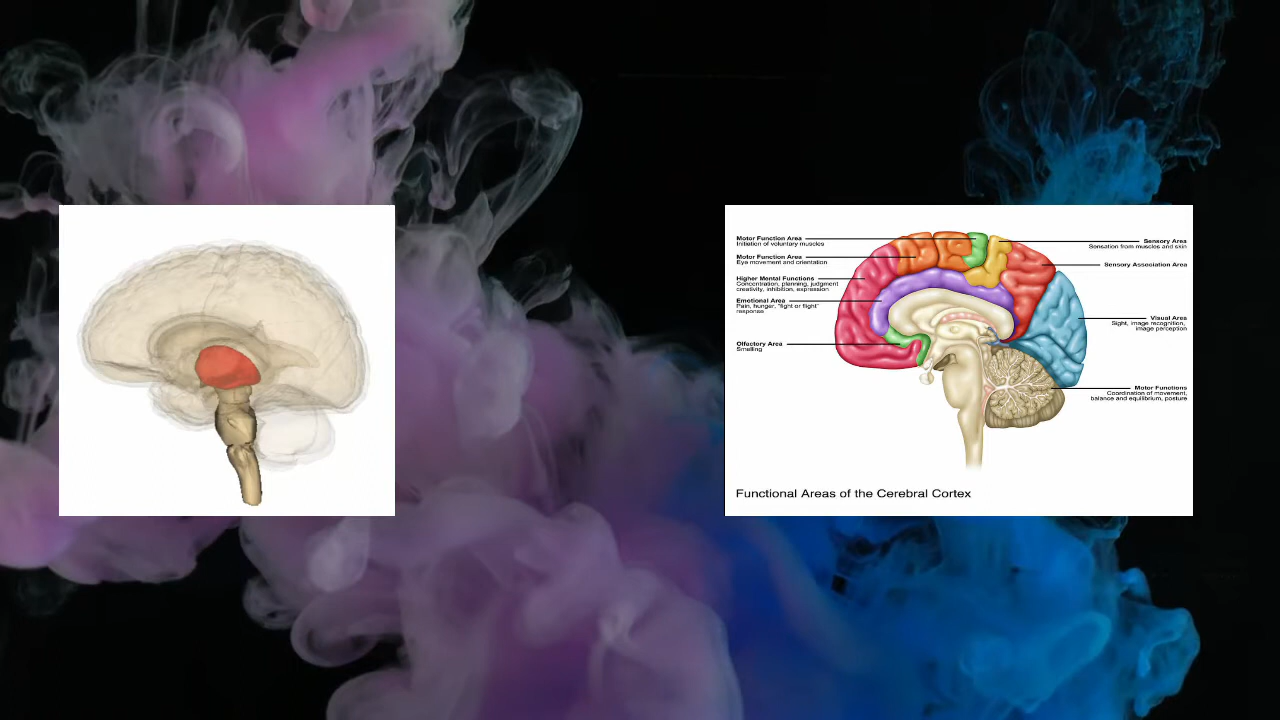 Motor Function Area
Initiation of voluntary muscles
Motor Function Area
Eye movement and orientation
Higher Mental Functions
Concentration, planning, judgment
creativity, inhibition, expression
Emotional Area
Pain, hunger, "fight or flight"
response
Olfactory Area
Smelling
Sensory Area
Sensation from muscles and skin
Sensory Association Area
Visual Area
Sight, image recognition,
image perception
Motor Functions
Coordination of movement,
balance and equilibrium, posture
Functional Areas of the Cerebral Cortex